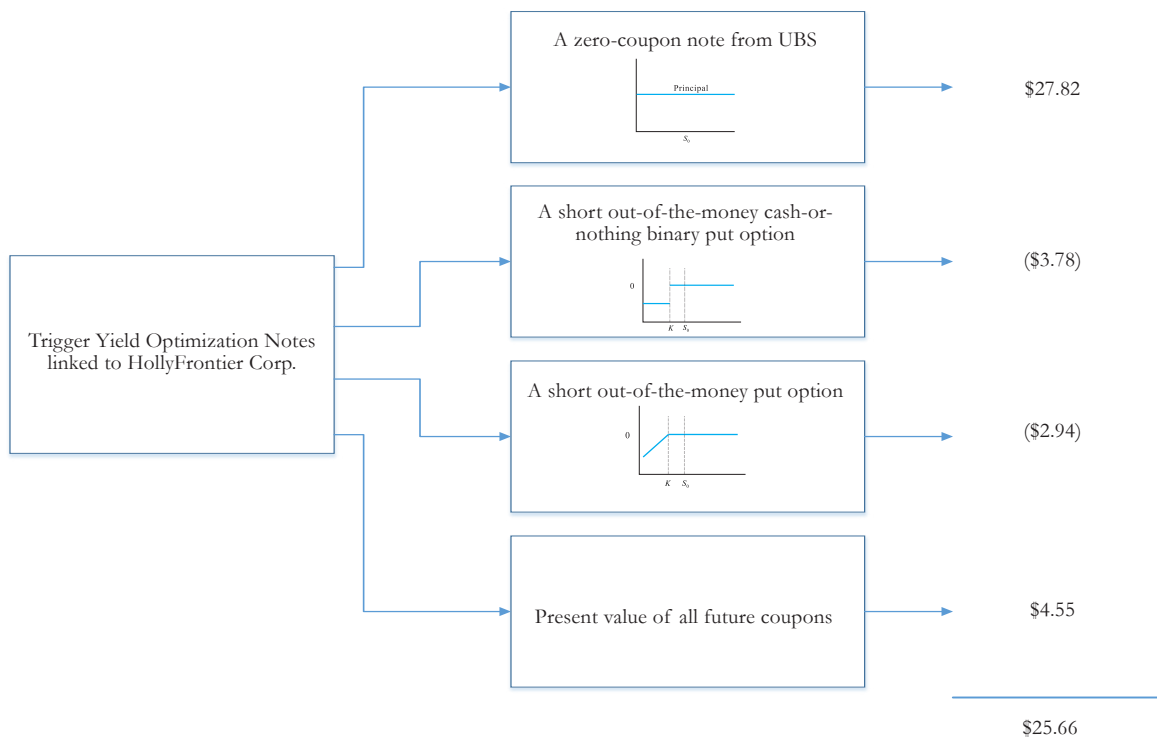 Trigger Yield Optimization Notes
linked to HollyFrontier Corp.
A zero-coupon note from UBS
Principal
S₀
$27.82
A short out-of-the-money cash-or-
nothing binary put option
0
K S₀
($3.78)
A short out-of-the-money put option
0
K S₀
($2.94)
Present value of all future coupons
$4.55
$25.66